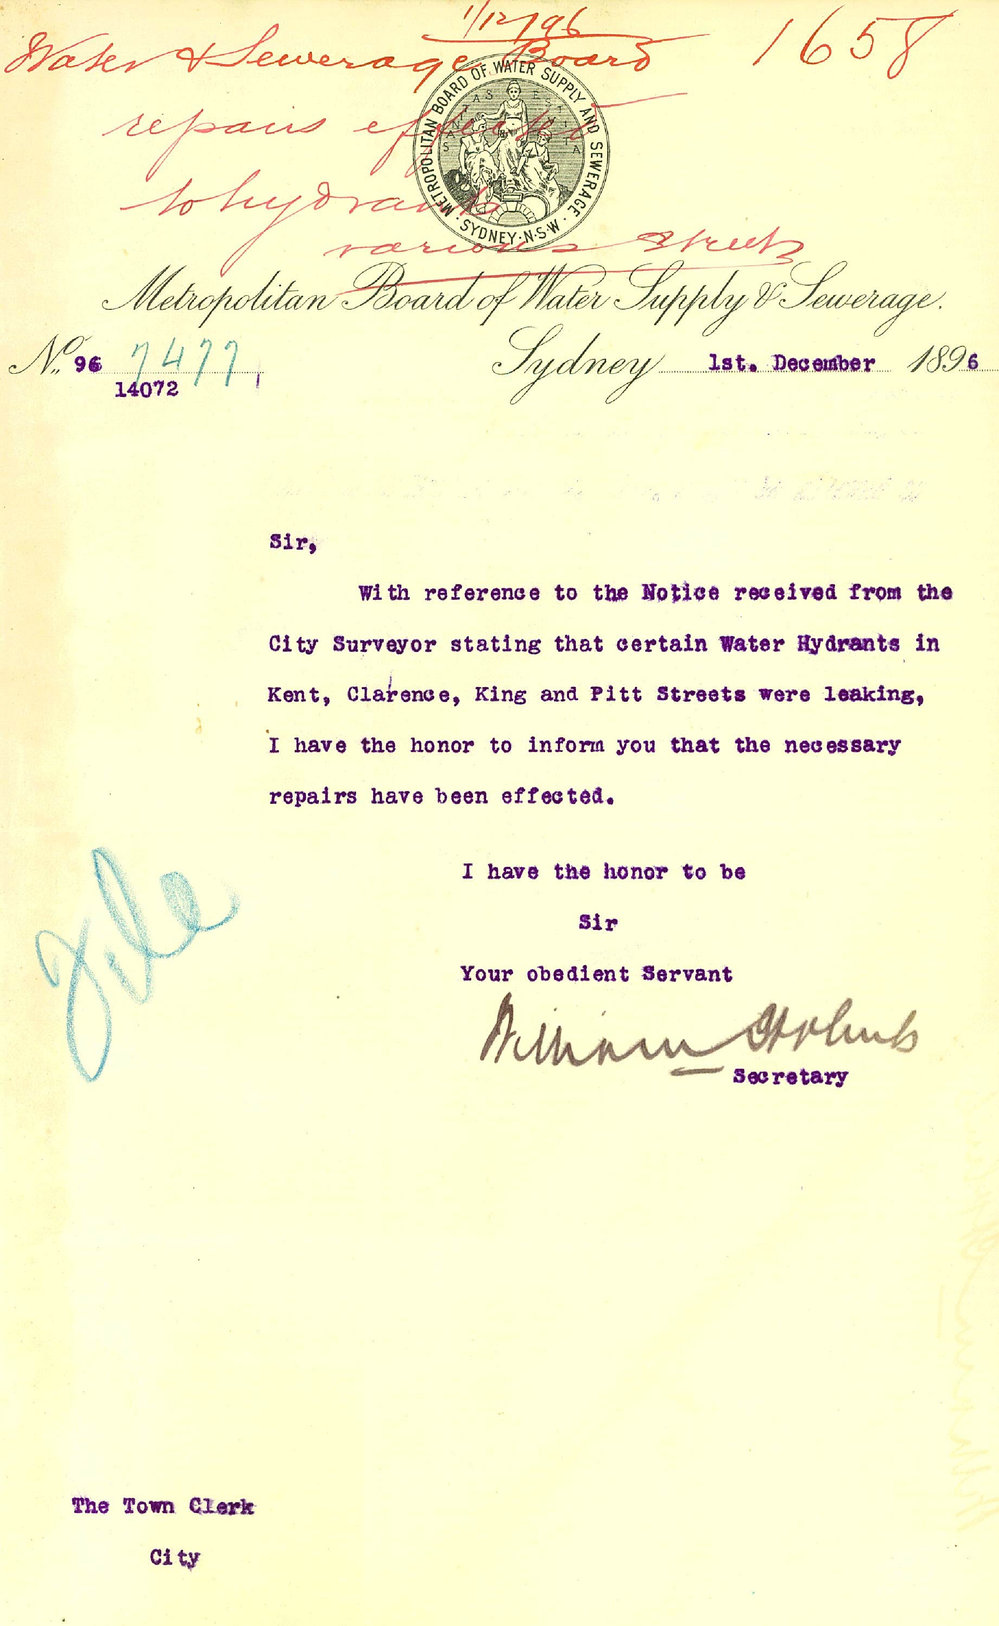 1/12/96
Water & Sewerage Board 1658
repairs effected
to hydrants
various streets
METROPOLITAN BOARD OF WATER SUPPLY AND SEWERAGE.
· SYDNEY·N·S·W·
Metropolitan Board of Water Supply & Sewerage.
No. 96 7477 Sydney 1st. December 1896
14072
Sir,
With reference to the Notice received from the
City Surveyor stating that certain Water Hydrants in
Kent, Clarence, King and Pitt Streets were leaking,
I have the honor to inform you that the necessary
repairs have been effected.
I have the honor to be
Sir
Your obedient Servant
File
William
Secretary
The Town Clerk
City